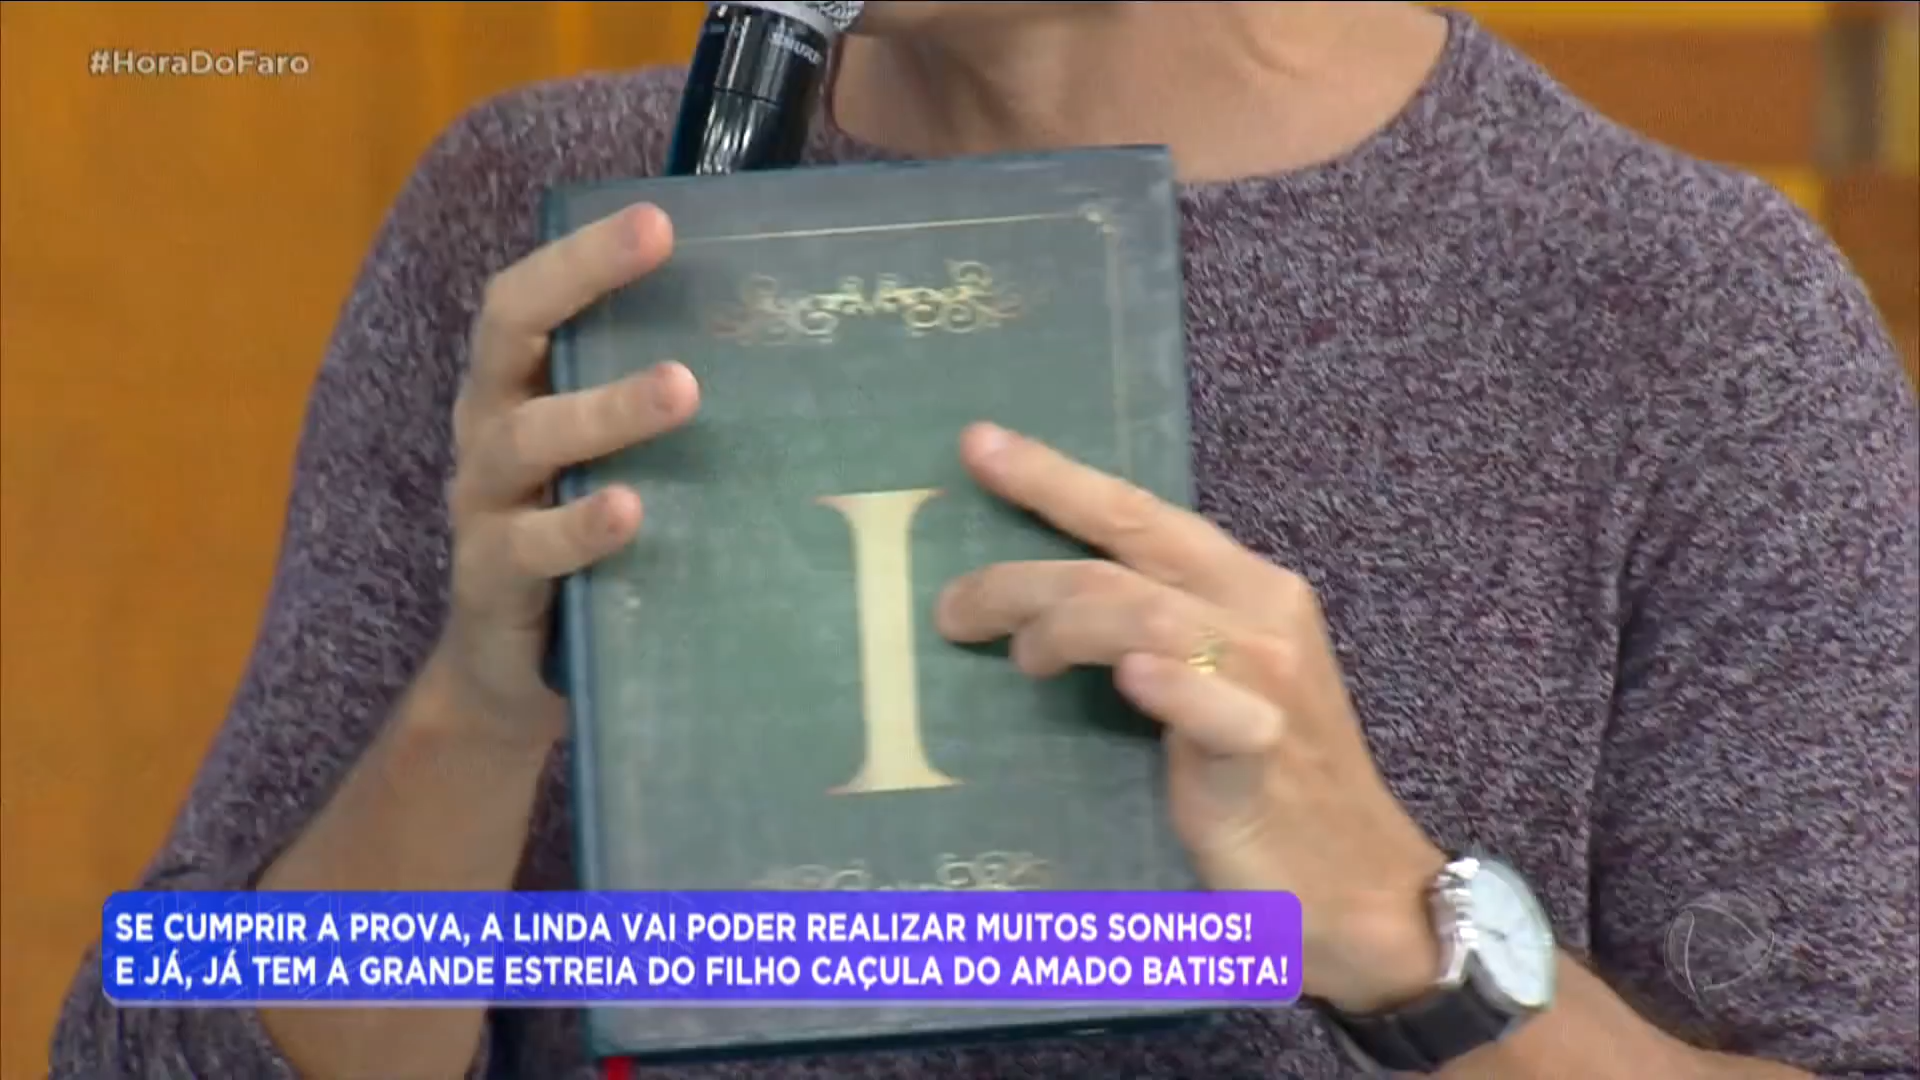 #HoraDoFaro
SHURE
I
SE CUMPRIR A PROVA, A LINDA VAI PODER REALIZAR MUITOS SONHOS!
E JÁ, JÁ TEM A GRANDE ESTREIA DO FILHO CAÇULA DO AMADO BATISTA!